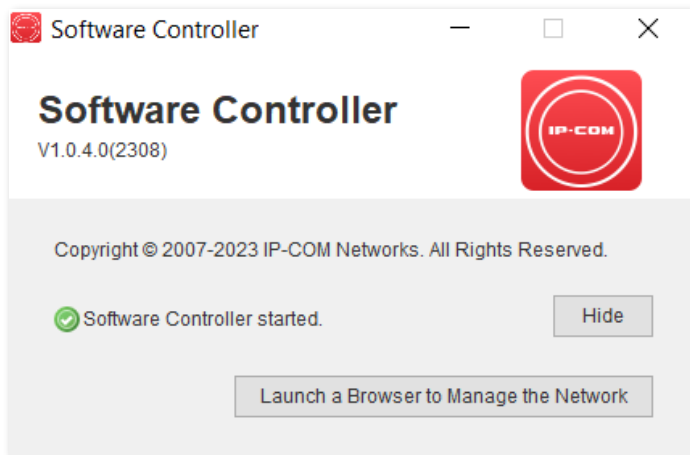 Software Controller
Software Controller
V1.0.4.0(2308)
IP-COM
Copyright © 2007-2023 IP-COM Networks. All Rights Reserved.
Software Controller started.
Hide
Launch a Browser to Manage the Network